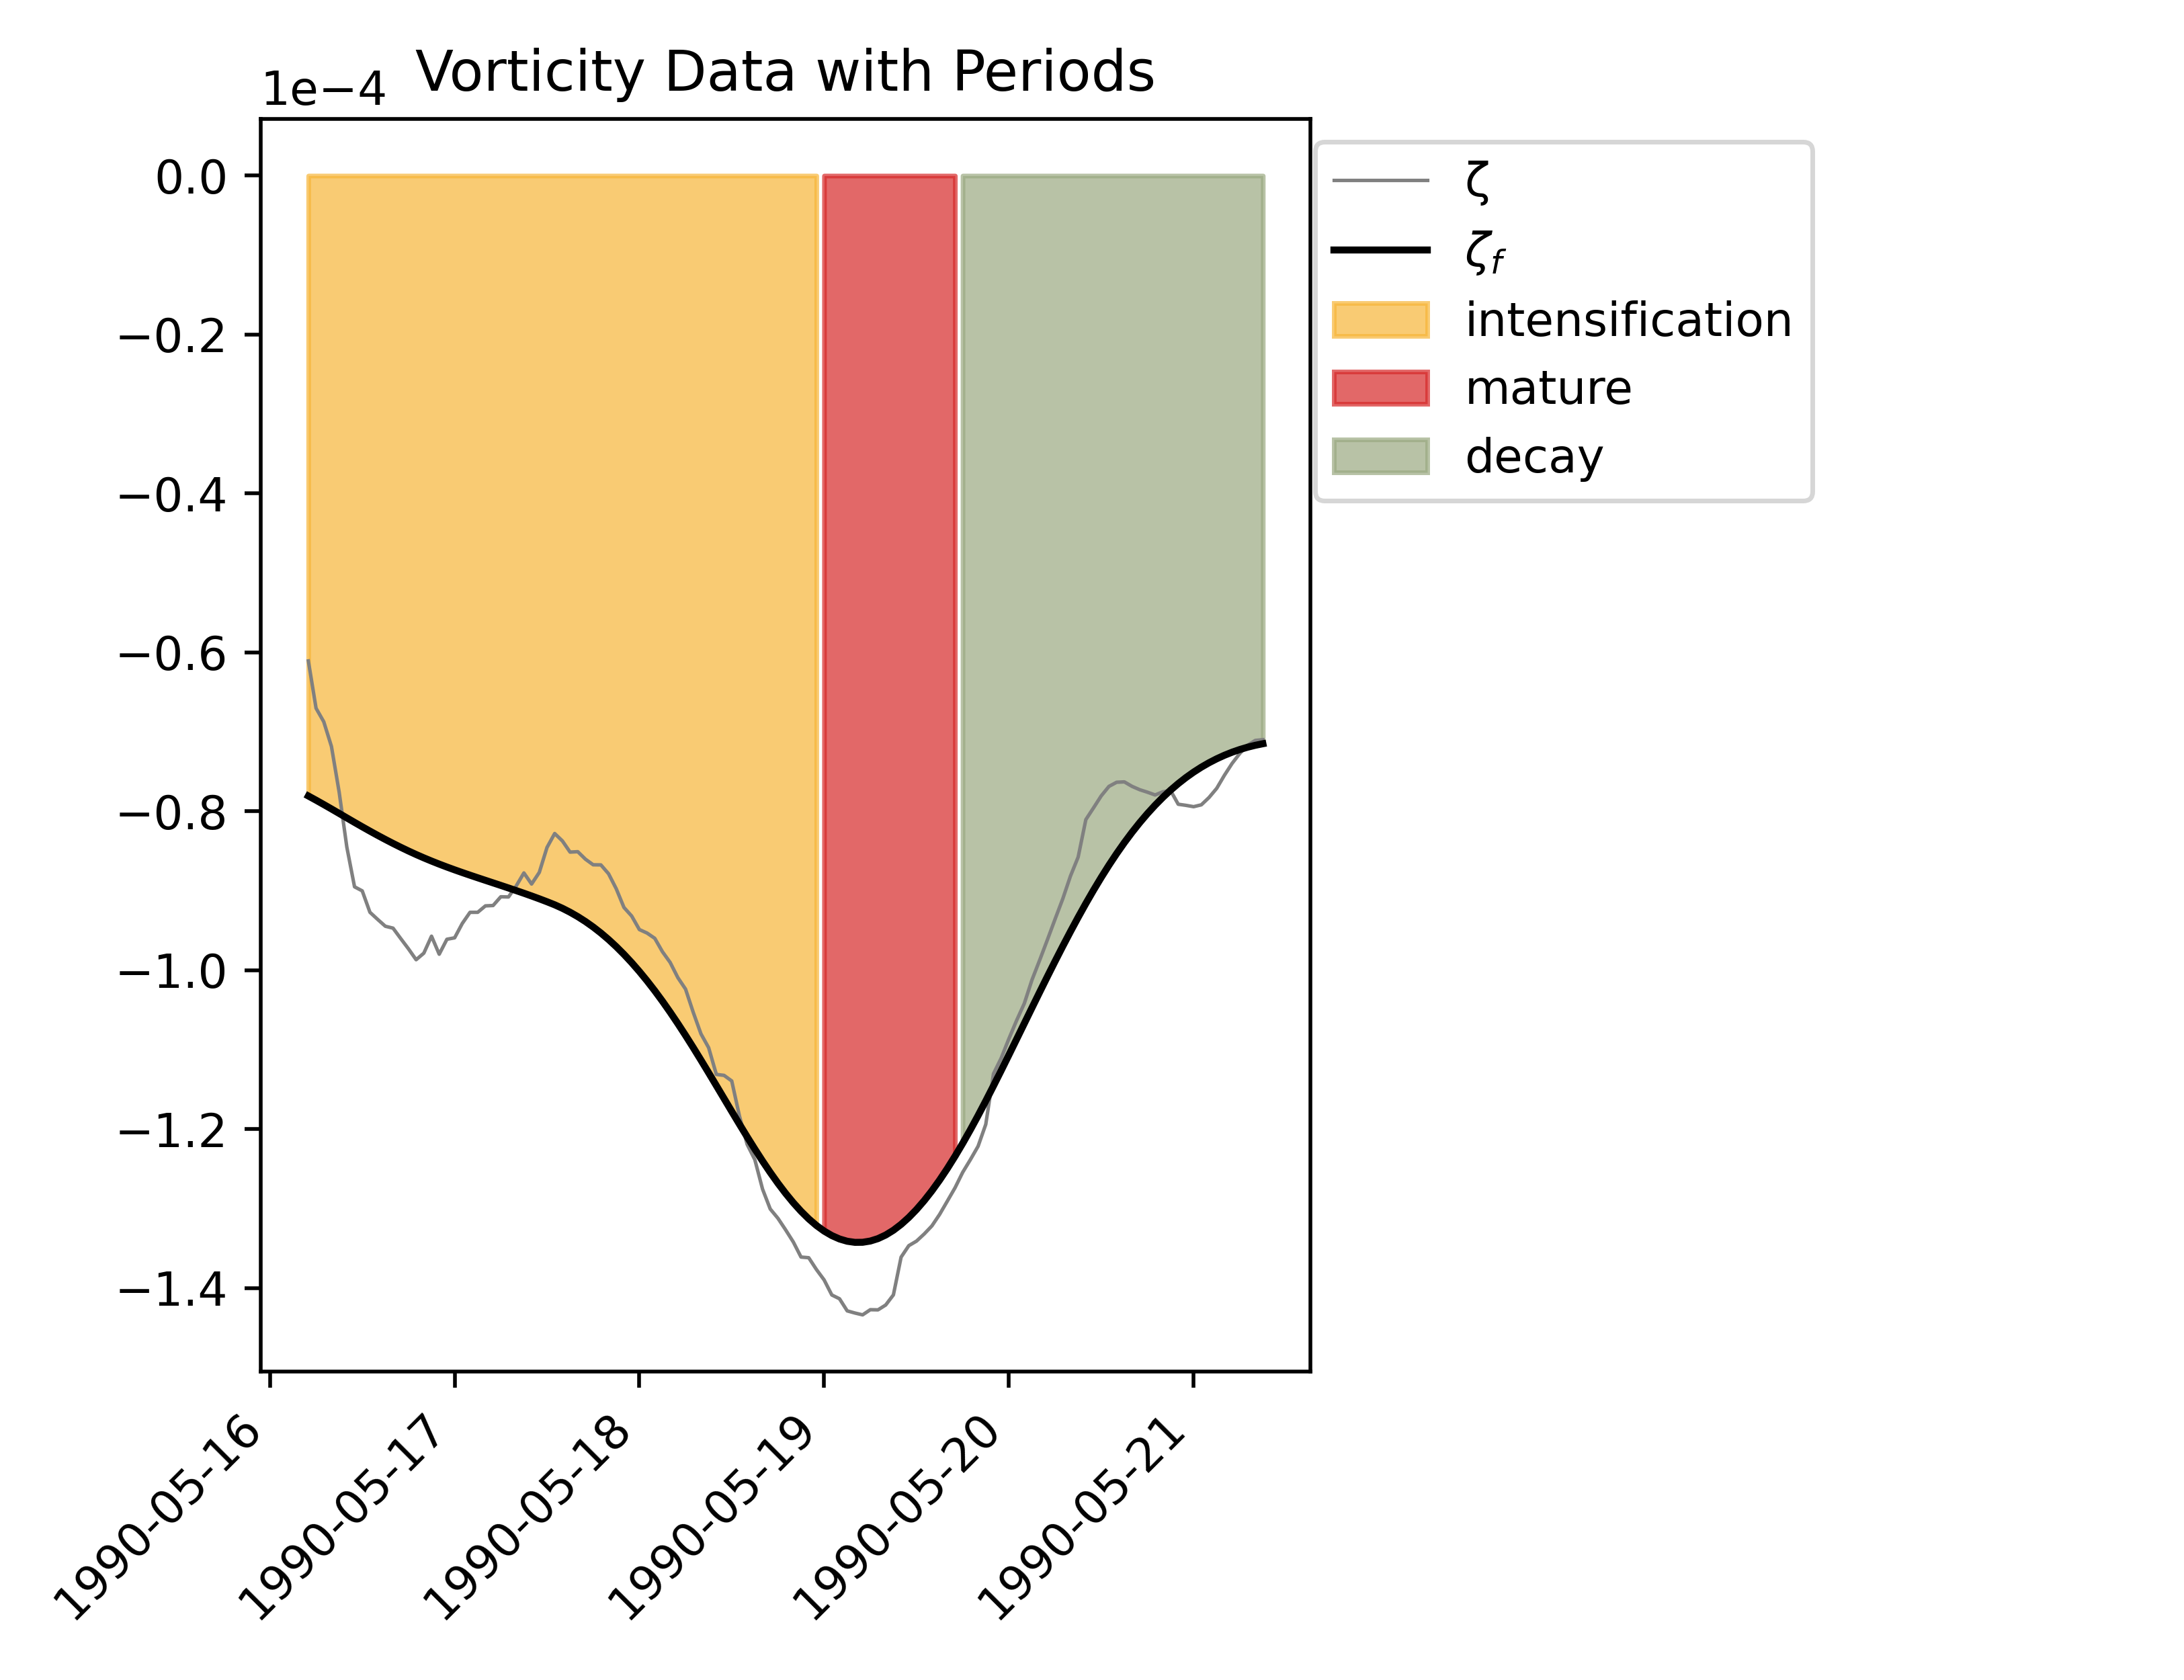 Vorticity Data with Periods
1e−4
0.0
−0.2
−0.4
−0.6
−0.8
−1.0
−1.2
−1.4
1990-05-16
1990-05-17
1990-05-18
1990-05-19
1990-05-20
1990-05-21
ζ
ζf
intensification
mature
decay